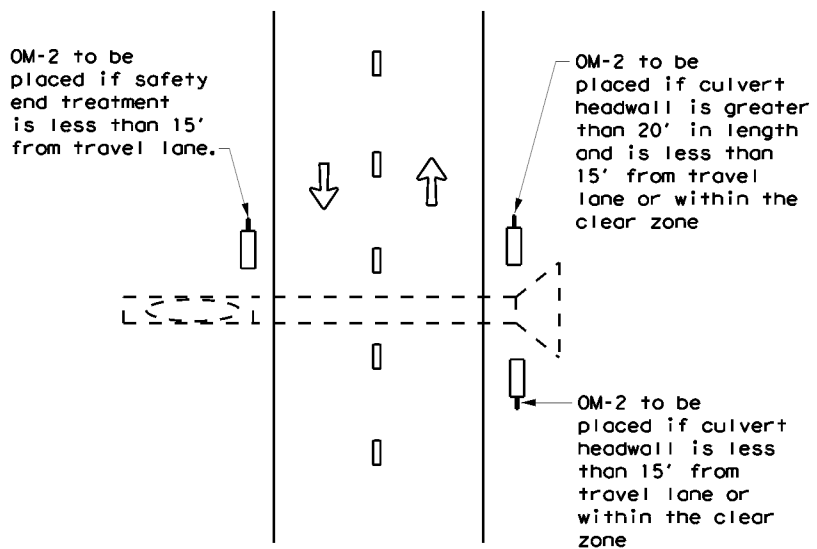 OM-2 to be
placed if safety
end treatment
is less than 15'
from travel lane.
OM-2 to be
placed if culvert
headwall is greater
than 20' in length
and is less than
15' from travel
lane or within the
clear zone
OM-2 to be
placed if culvert
headwall is less
than 15' from
travel lane or
within the clear
zone